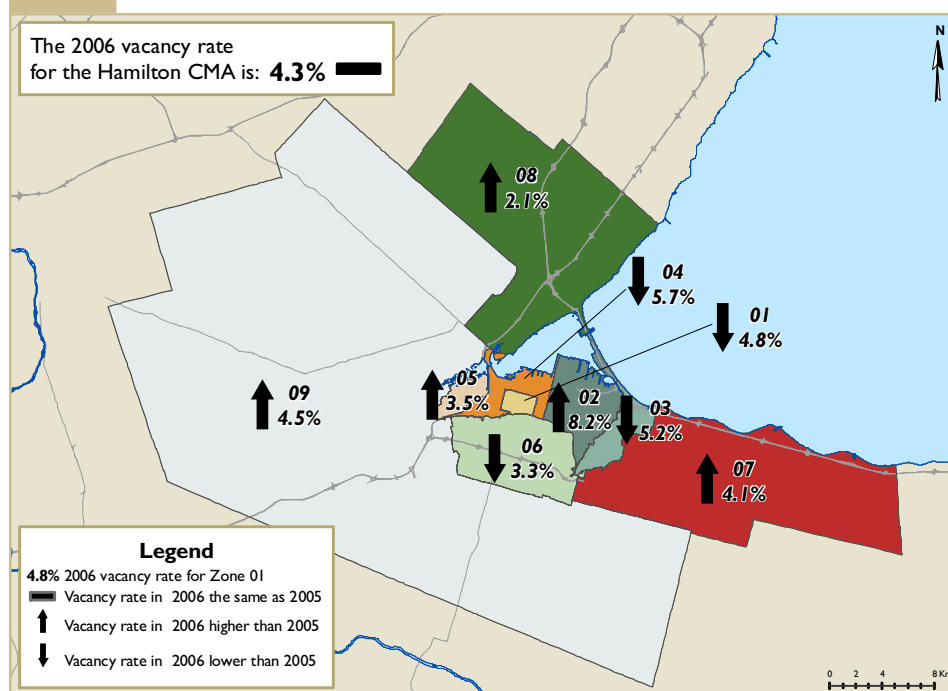 The 2006 vacancy rate
for the Hamilton CMA is: 4.3%
N
08
2.1%
04
5.7%
01
4.8%
05
3.5%
02
8.2%
03
5.2%
09
4.5%
06
3.3%
07
4.1%
Legend
4.8% 2006 vacancy rate for Zone 01
Vacancy rate in 2006 the same as 2005
Vacancy rate in 2006 higher than 2005
Vacancy rate in 2006 lower than 2005
0 2 4 6 8 K